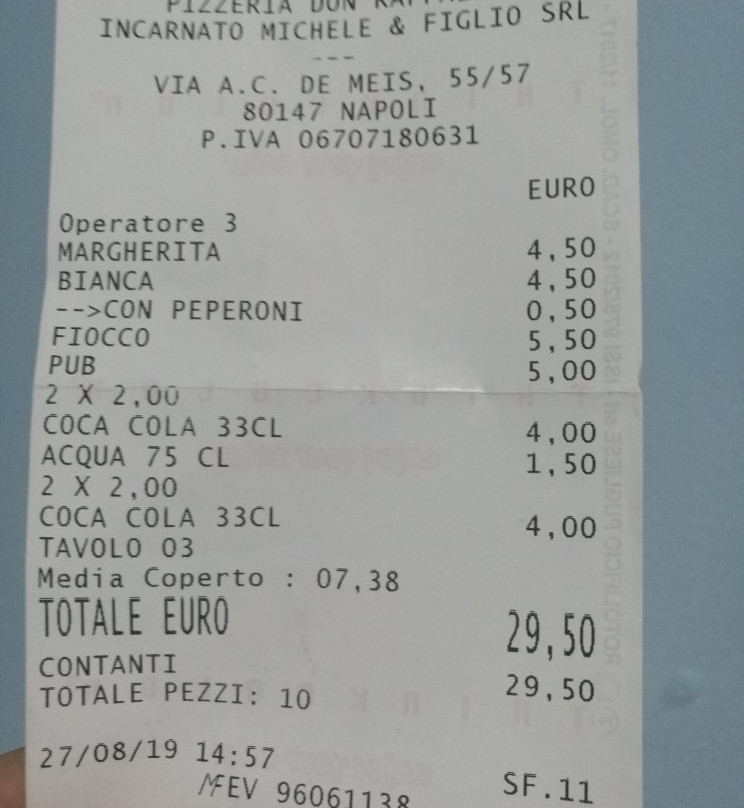 PIZZERIA DON
INCARNATO MICHELE & FIGLIO SRL
---
VIA A.C. DE MEIS, 55/57
80147 NAPOLI
P.IVA 06707180631
EURO
Operatore 3
MARGHERITA 4,50
BIANCA 4,50
-->CON PEPERONI 0,50
FIOCCO 5,50
PUB 5,00
2 X 2,00
COCA COLA 33CL 4,00
ACQUA 75 CL 1,50
2 X 2,00
COCA COLA 33CL 4,00
TAVOLO 03
Media Coperto : 07,38
TOTALE EURO 29,50
CONTANTI 29,50
TOTALE PEZZI: 10
27/08/19 14:57 SF.11
EV 96061138